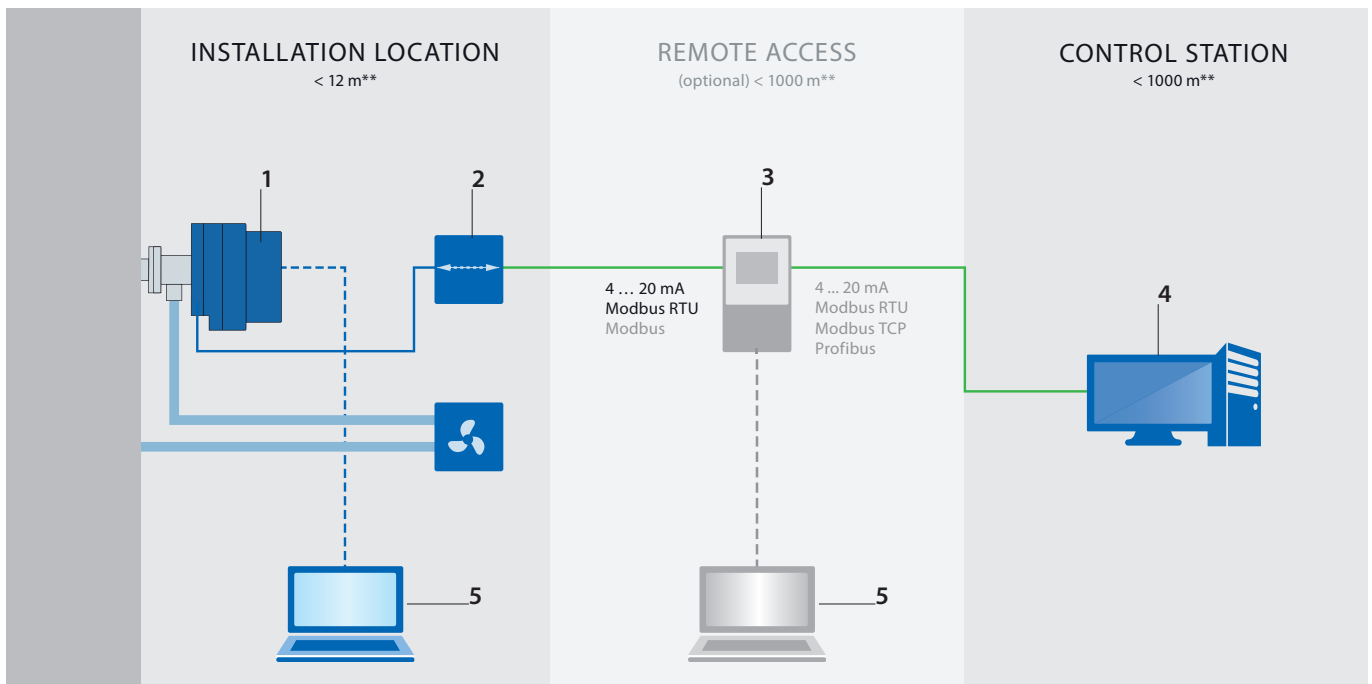 INSTALLATION LOCATION
< 12 m**
REMOTE ACCESS
(optional) < 1000 m**
CONTROL STATION
< 1000 m**
1
2
3
4 … 20 mA
Modbus RTU
Modbus
4 ... 20 mA
Modbus RTU
Modbus TCP
Profibus
4
5
5